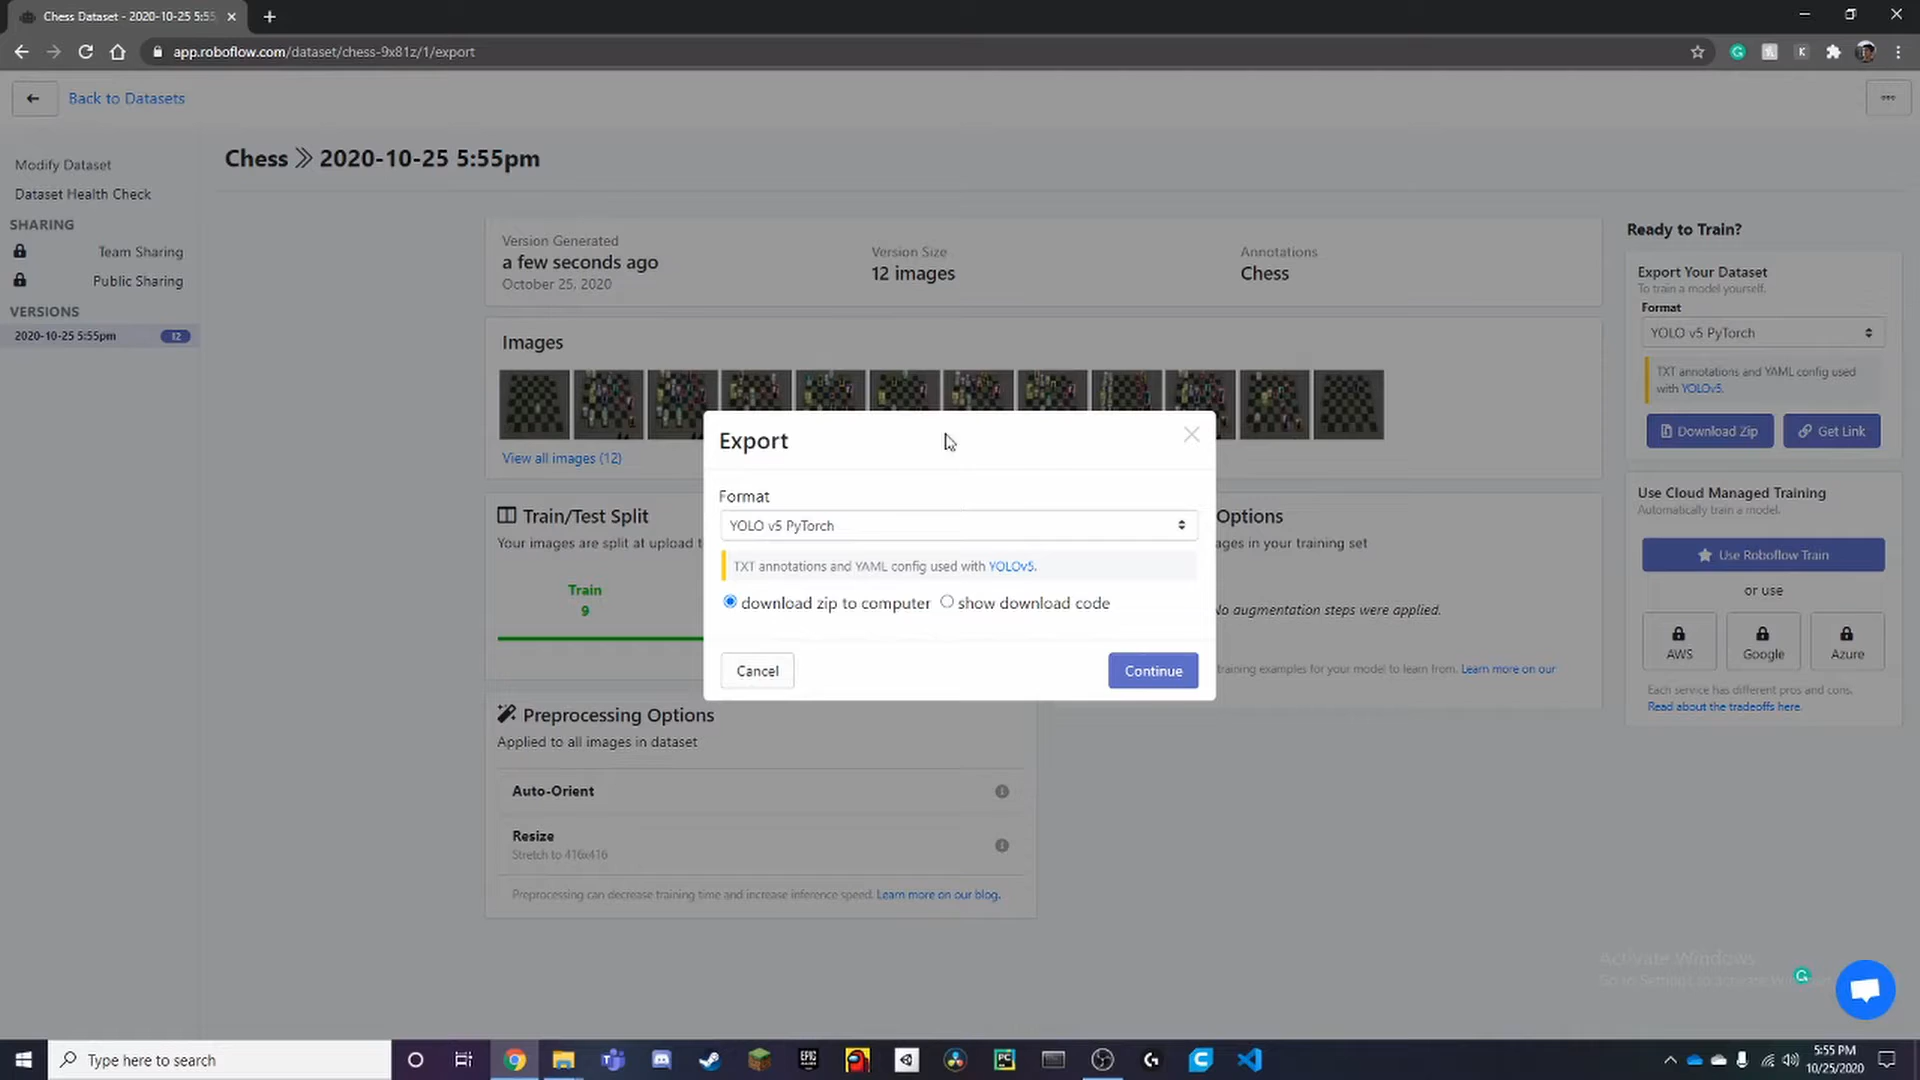 Chess Dataset - 2020-10-25 5:55
app.roboflow.com/dataset/chess-9x81z/1/export
Back to Datasets
Modify Dataset
Dataset Health Check
SHARING
Team Sharing
Public Sharing
VERSIONS
2020-10-25 5:55pm 12
Chess >> 2020-10-25 5:55pm
Version Generated
a few seconds ago
October 25, 2020
Version Size
12 images
Annotations
Chess
Images
View all images (12)
Train/Test Split
Your images are split at upload t
Train
9
Export
Format
YOLO v5 PyTorch
TXT annotations and YAML config used with YOLOv5.
download zip to computer show download code
Cancel Continue
Options
ages in your training set
No augmentation steps were applied.
training examples for your model to learn from. Learn more on our
Preprocessing Options
Applied to all images in dataset
Auto-Orient
Resize
Stretch to 416x416
Preprocessing can decrease training time and increase inference speed. Learn more on our blog.
Ready to Train?
Export Your Dataset
To train a model yourself.
Format
YOLO v5 PyTorch
TXT annotations and YAML config used
with YOLOv5.
Download Zip Get Link
Use Cloud Managed Training
Automatically train a model.
Use Roboflow Train
or use
AWS Google Azure
Each service has different pros and cons.
Read about the tradeoffs here.
Activate Windows
Go to Settings to activate Wi
Type here to search
5:55 PM
10/25/2020